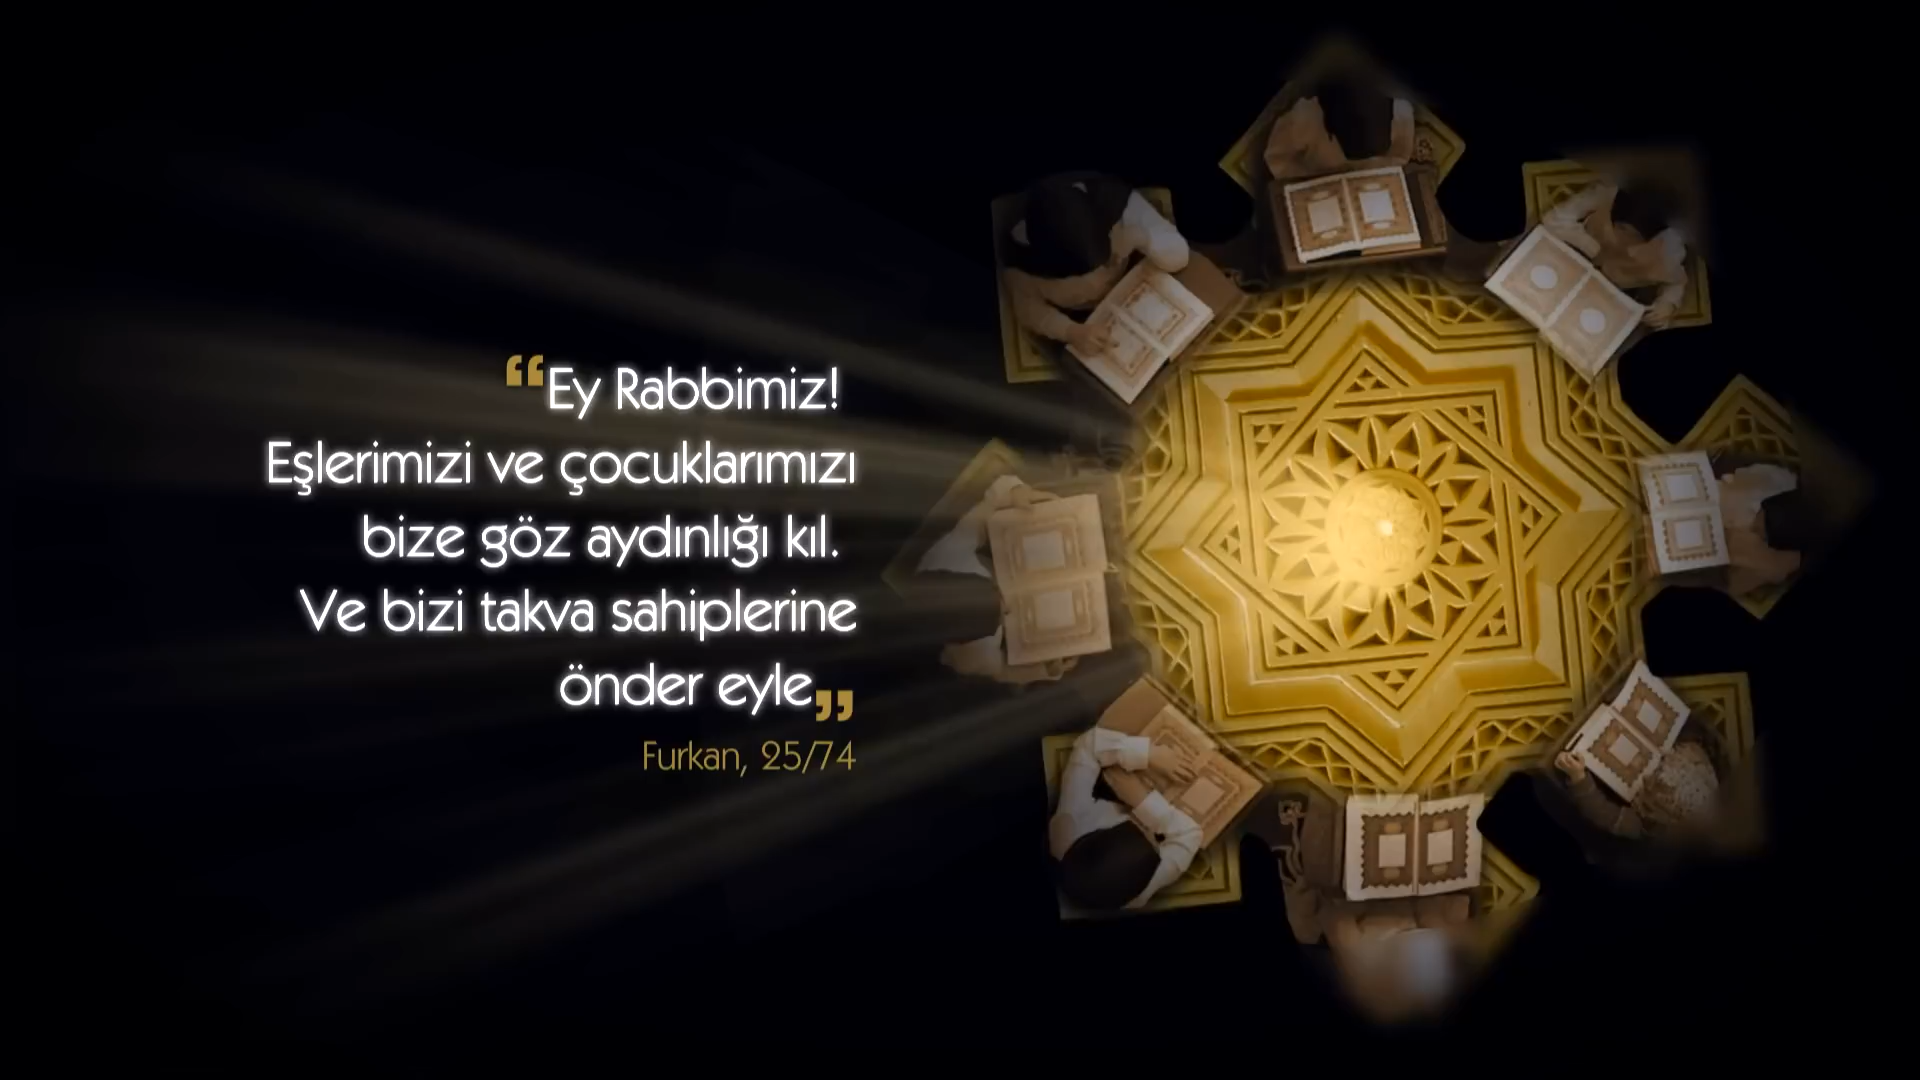 “Ey Rabbimiz!
Eşlerimizi ve çocuklarımızı
bize göz aydınlığı kıl.
Ve bizi takva sahiplerine
önder eyle„
Furkan, 25/74